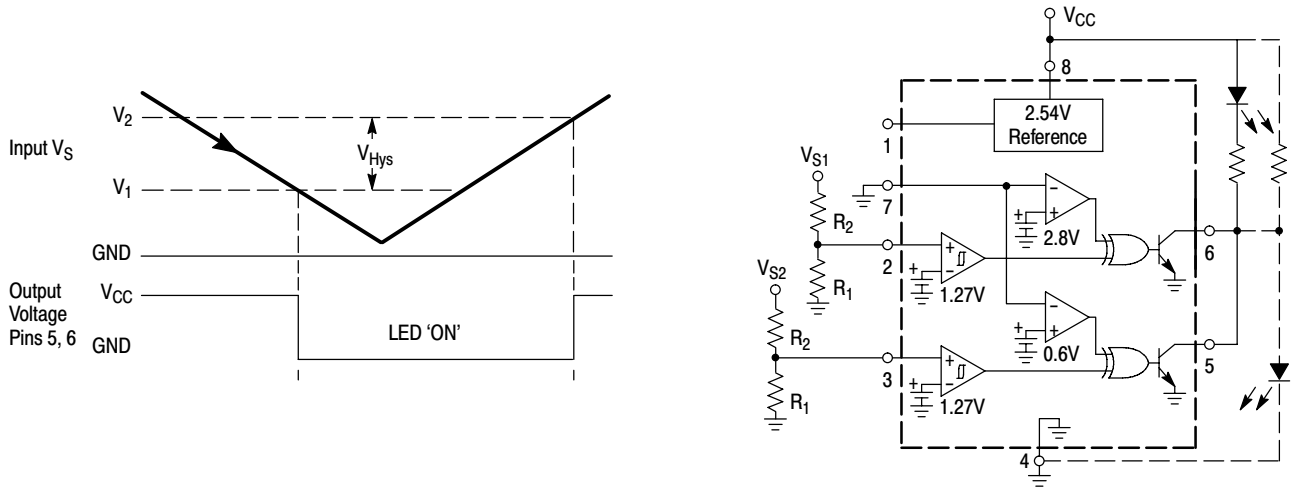 Input VS
V2
V1
VHys
GND
Output
Voltage
Pins 5, 6
VCC
GND
LED ‘ON’
VCC
8
2.54V
Reference
1
VS1
7
R2
2.8V
6
2
VS2
R1
1.27V
R2
0.6V
5
3
R1
1.27V
4